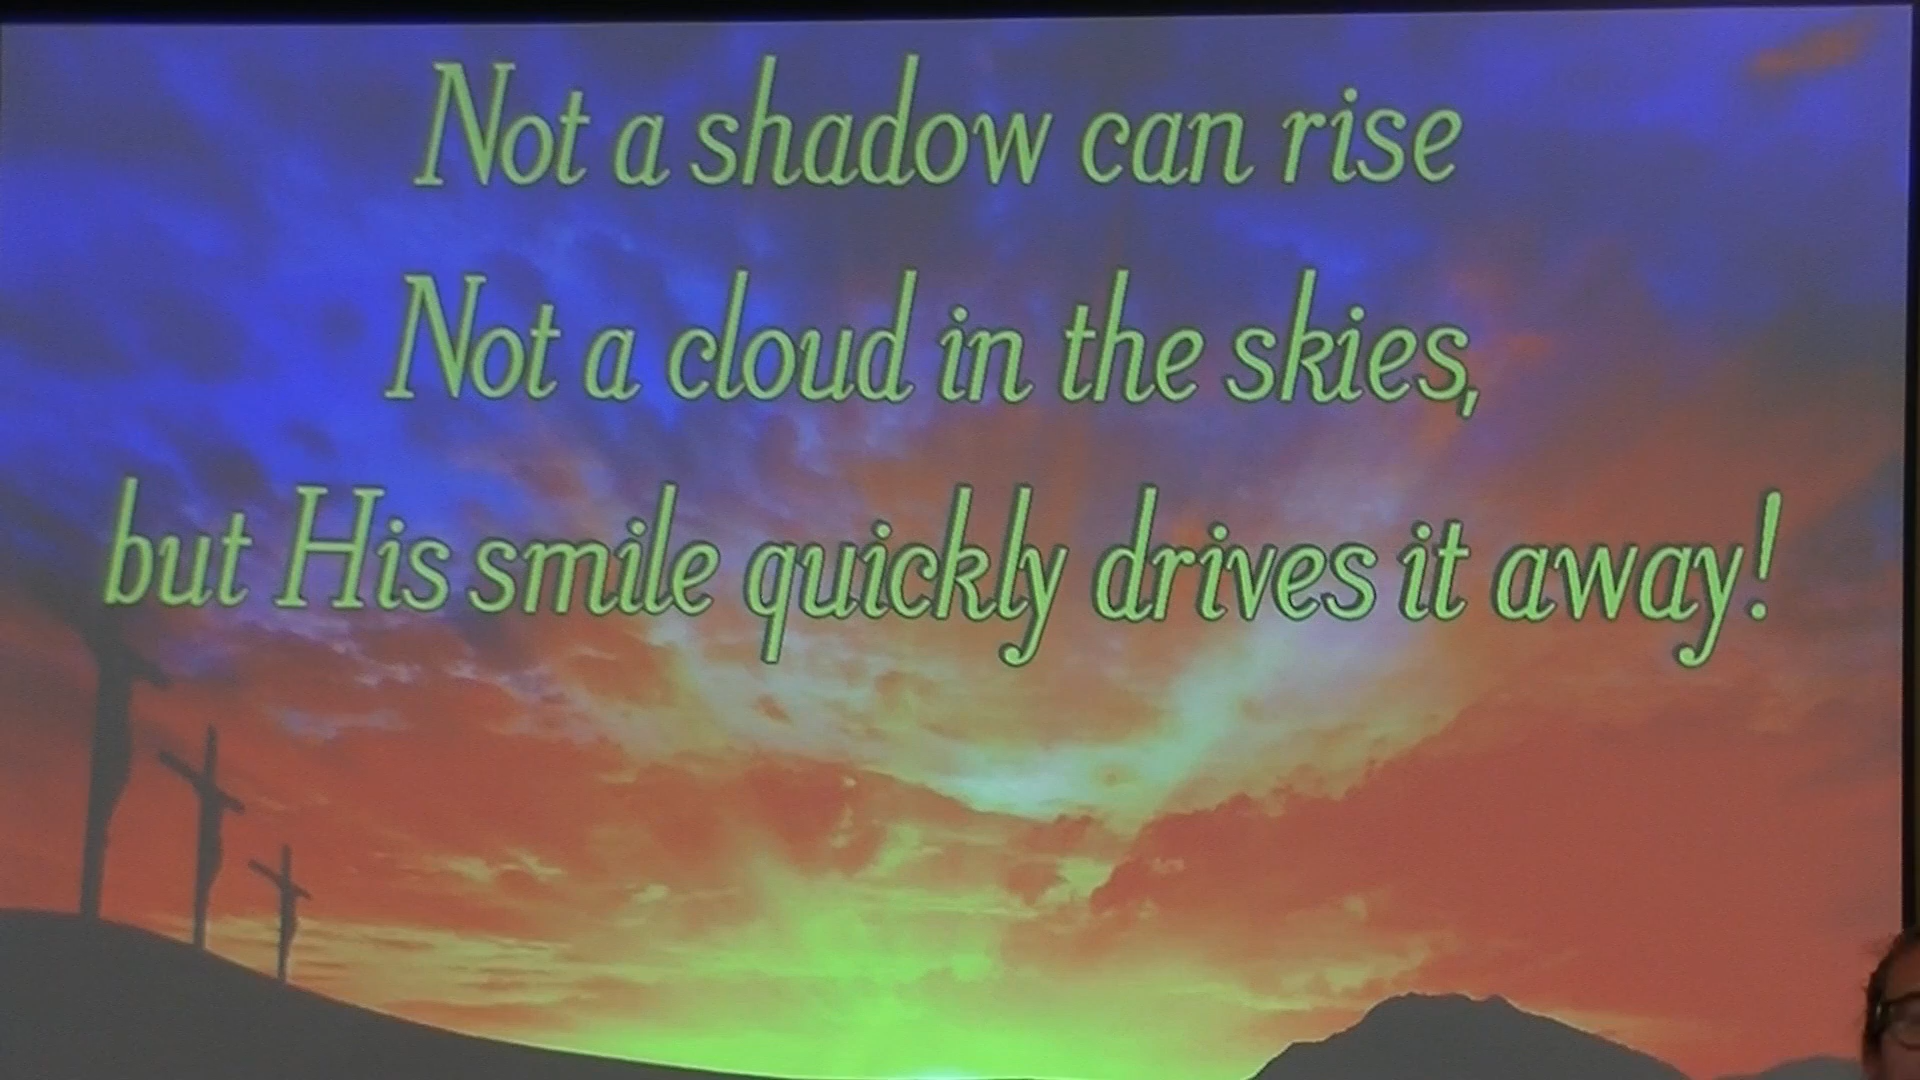 Not a shadow can rise
Not a cloud in the skies,
but His smile quickly drives it away!